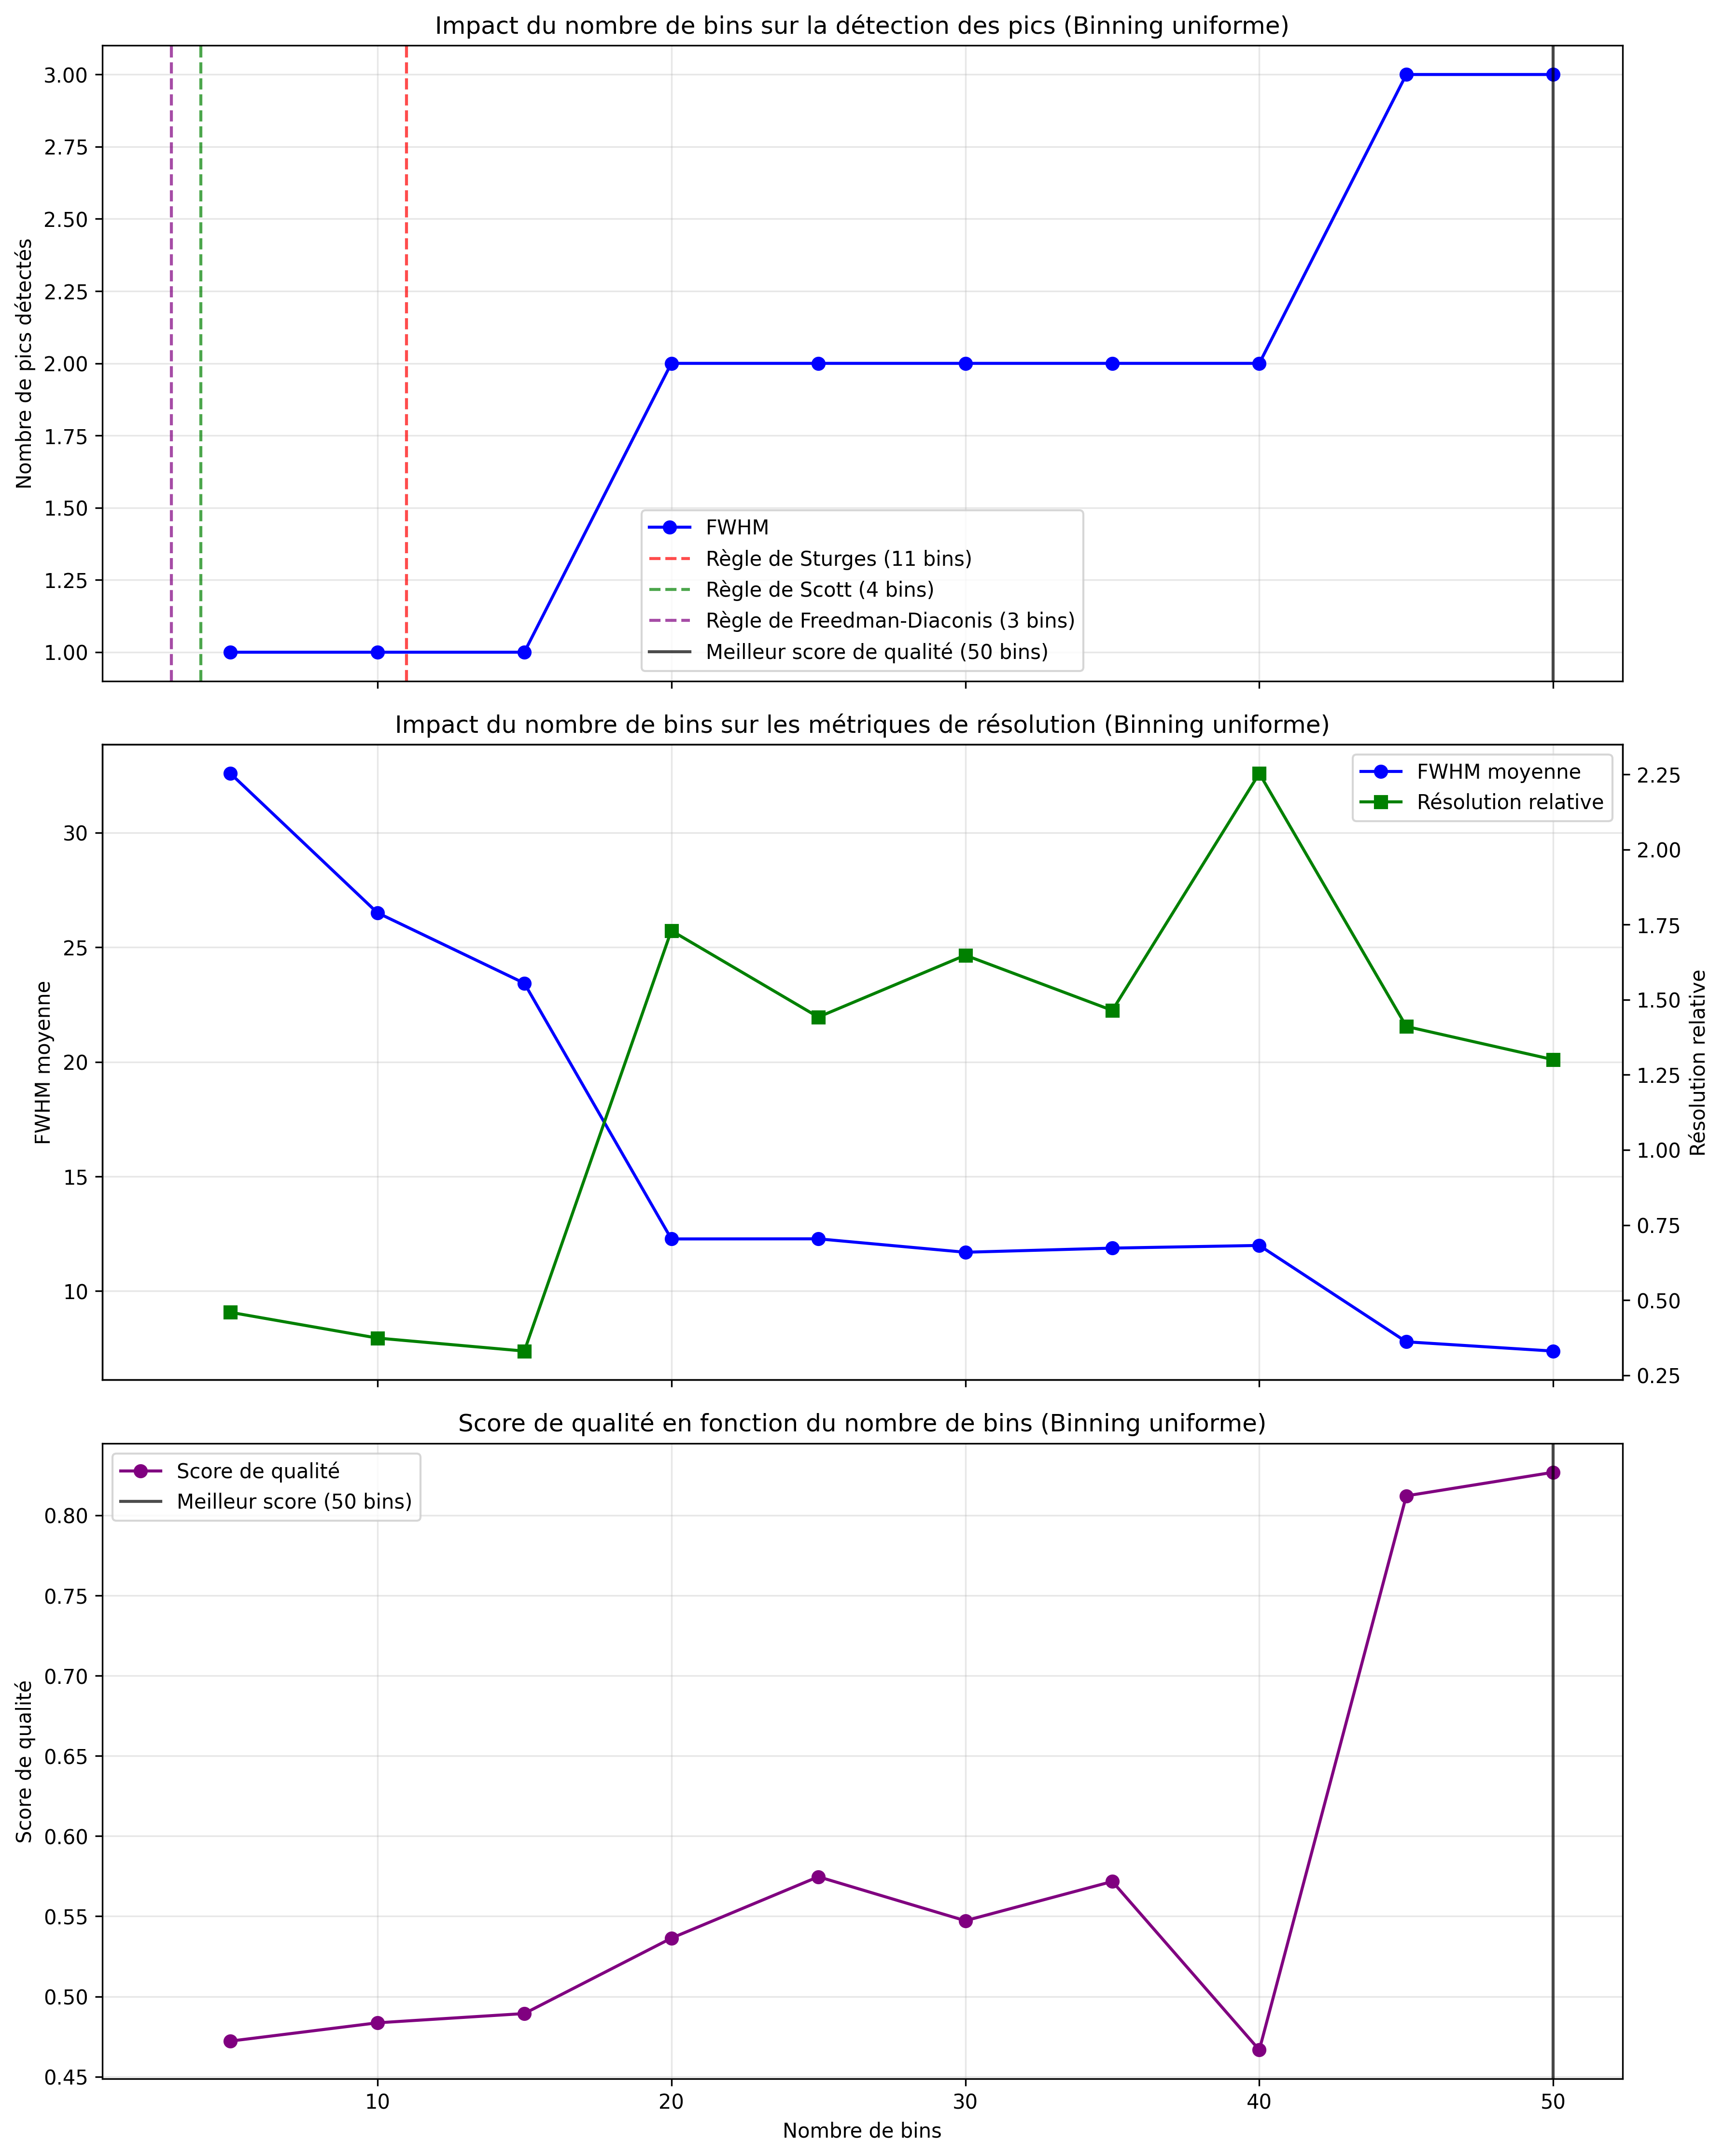 Impact du nombre de bins sur la détection des pics (Binning uniforme)
Nombre de pics détectés
3.00
2.75
2.50
2.25
2.00
1.75
1.50
1.25
1.00
FWHM
Règle de Sturges (11 bins)
Règle de Scott (4 bins)
Règle de Freedman-Diaconis (3 bins)
Meilleur score de qualité (50 bins)
Impact du nombre de bins sur les métriques de résolution (Binning uniforme)
FWHM moyenne
30
25
20
15
10
FWHM moyenne
Résolution relative
2.25
2.00
1.75
1.50
1.25
1.00
0.75
0.50
0.25
Résolution relative
Score de qualité en fonction du nombre de bins (Binning uniforme)
Score de qualité
Meilleur score (50 bins)
Score de qualité
0.80
0.75
0.70
0.65
0.60
0.55
0.50
0.45
10 20 30 40 50
Nombre de bins